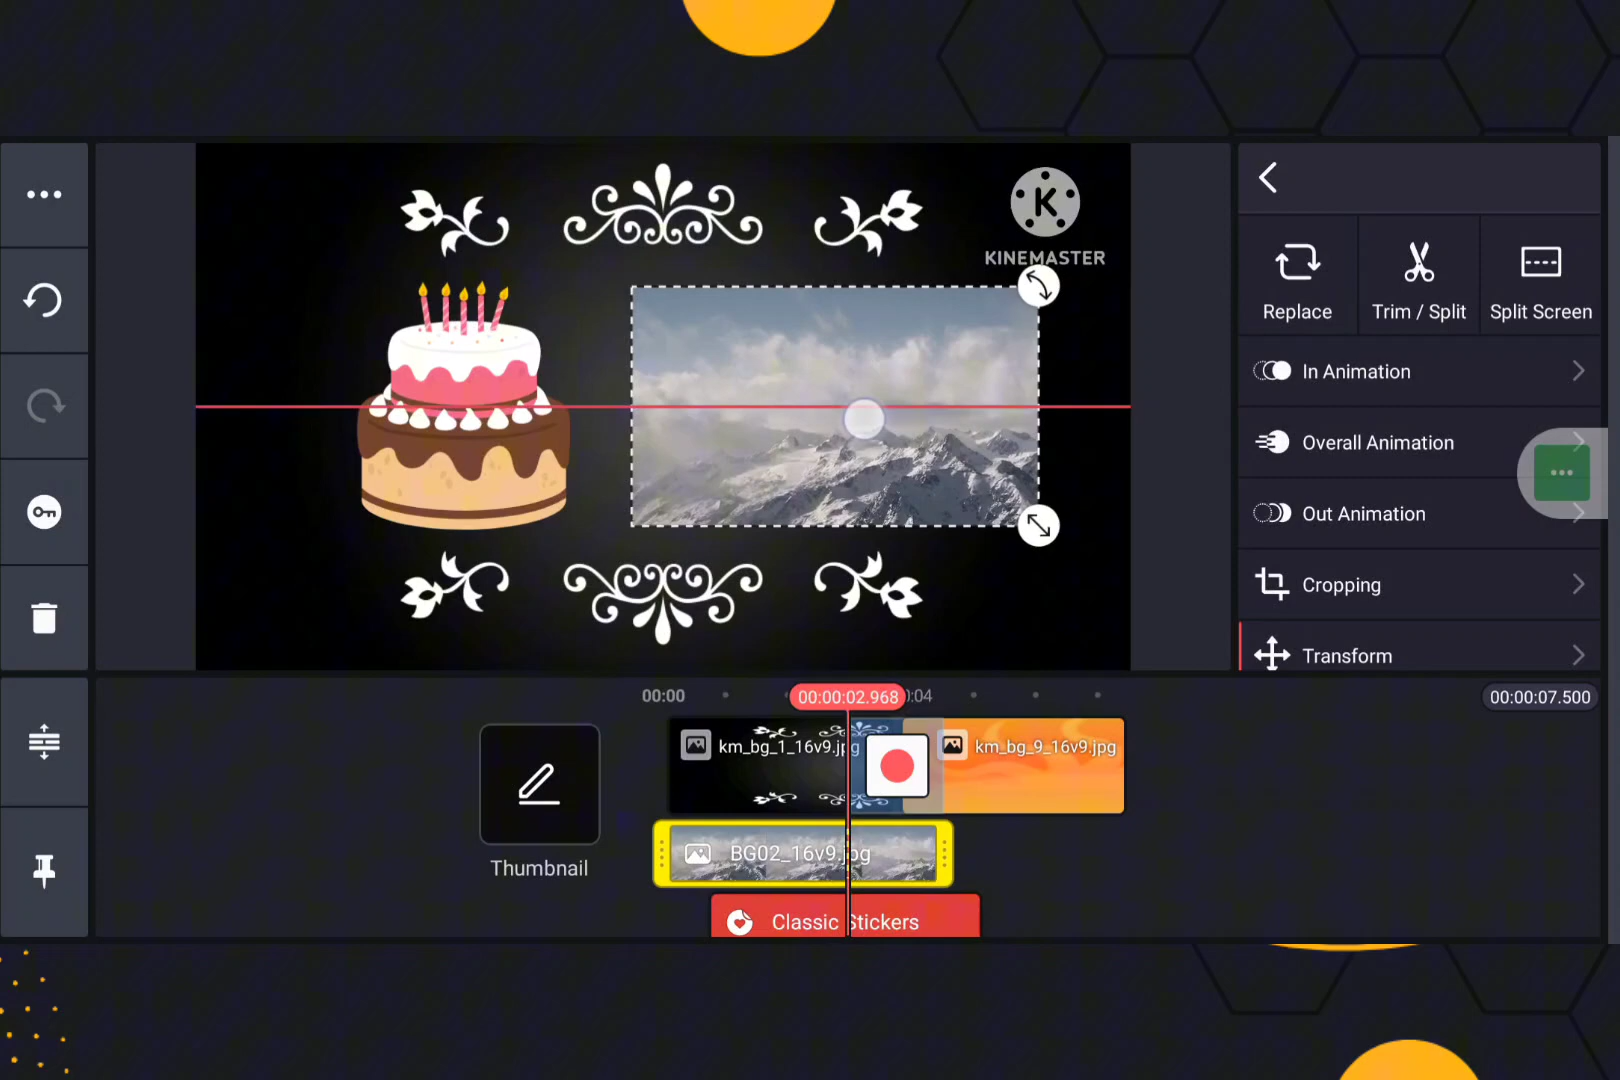 KINEMASTER
Replace
Trim / Split
Split Screen
In Animation
Overall Animation
Out Animation
Cropping
Transform
00:00
00:00:02.968
:04
00:00:07.500
km_bg_1_16v9.jpg
km_bg_9_16v9.jpg
Thumbnail
BG02_16v9.jpg
Classic Stickers